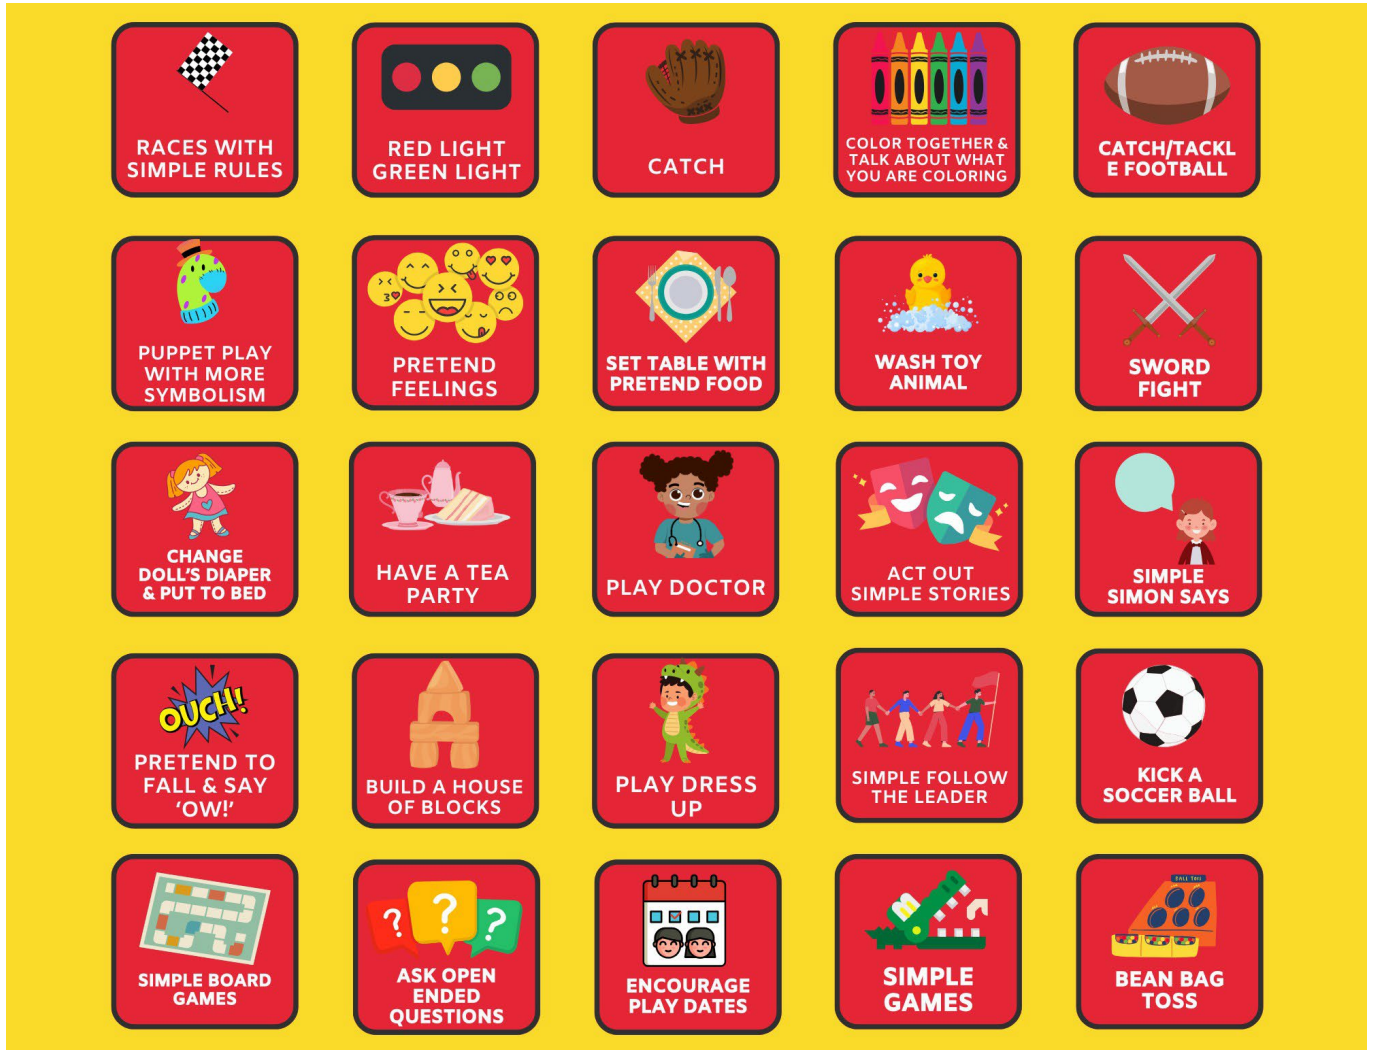 RACES WITH
SIMPLE RULES
RED LIGHT
GREEN LIGHT
CATCH
COLOR TOGETHER &
TALK ABOUT WHAT
YOU ARE COLORING
CATCH/TACKL
E FOOTBALL
PUPPET PLAY
WITH MORE
SYMBOLISM
PRETEND
FEELINGS
SET TABLE WITH
PRETEND FOOD
WASH TOY
ANIMAL
SWORD
FIGHT
CHANGE
DOLL'S DIAPER
& PUT TO BED
HAVE A TEA
PARTY
PLAY DOCTOR
ACT OUT
SIMPLE STORIES
SIMPLE
SIMON SAYS
OUCH!
PRETEND TO
FALL & SAY
'OW!'
BUILD A HOUSE
OF BLOCKS
PLAY DRESS
UP
SIMPLE FOLLOW
THE LEADER
KICK A
SOCCER BALL
SIMPLE BOARD
GAMES
? ? ?
ASK OPEN
ENDED
QUESTIONS
ENCOURAGE
PLAY DATES
SIMPLE
GAMES
BALL TOSS
BEAN BAG
TOSS